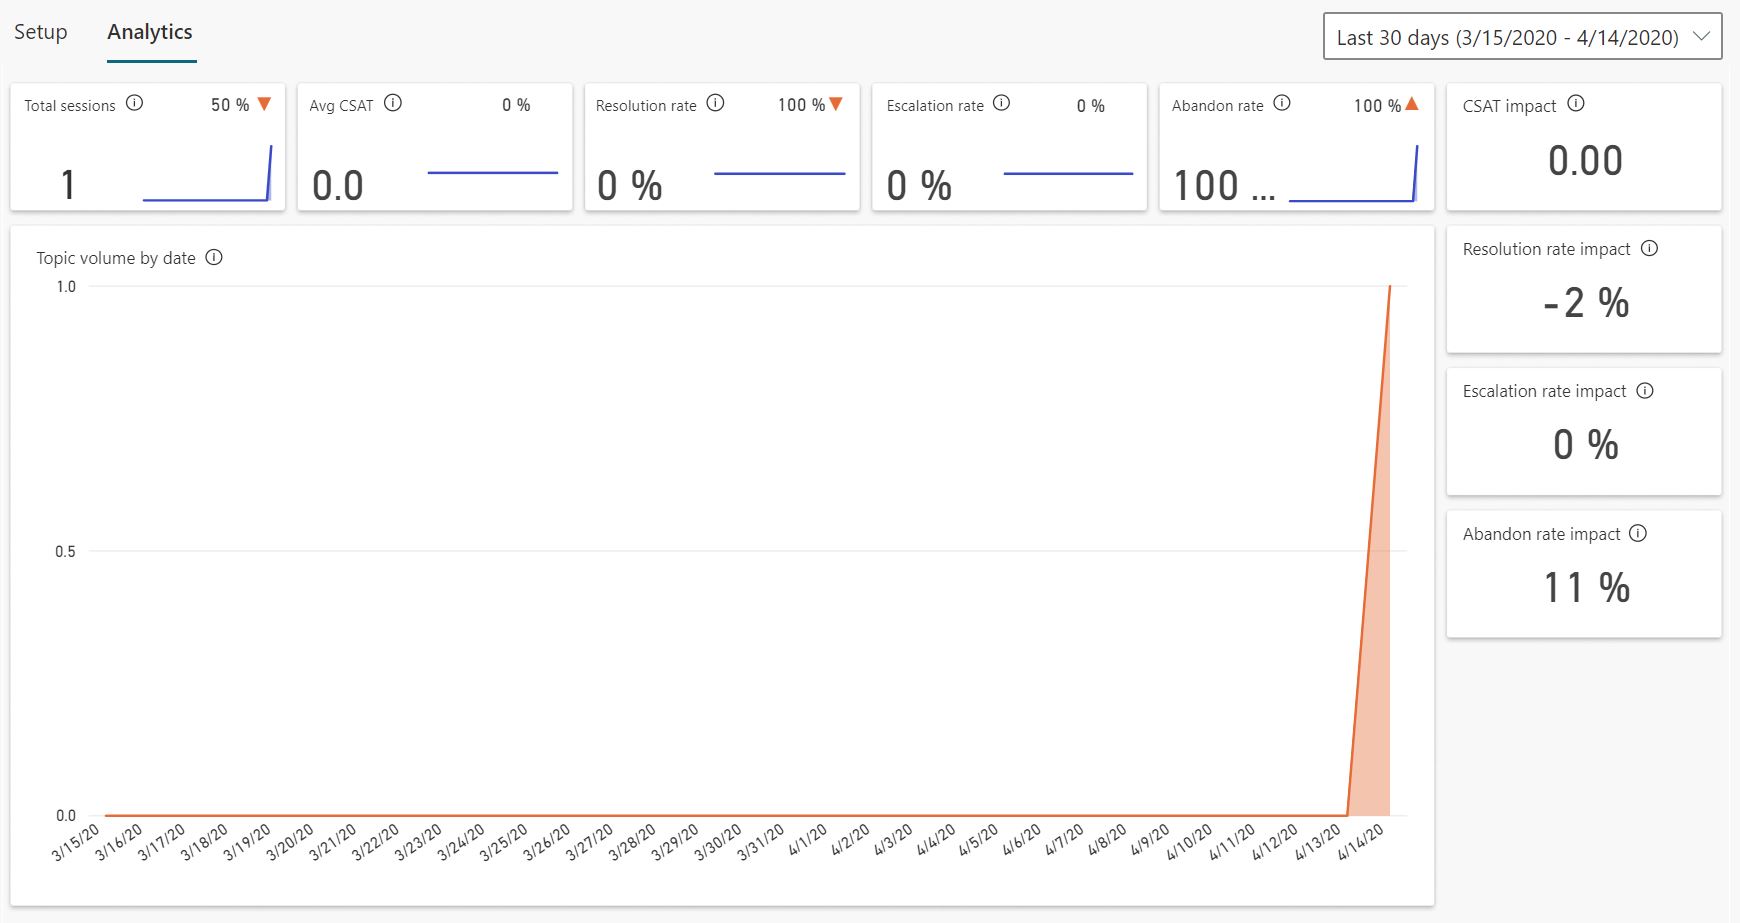 Setup Analytics Last 30 days (3/15/2020 - 4/14/2020)
Total sessions 50 %
1
Avg CSAT 0 %
0.0
Resolution rate 100 %
0 %
Escalation rate 0 %
0 %
Abandon rate 100 %
100 ...
CSAT impact
0.00
Topic volume by date
1.0
0.5
0.0
3/15/20 3/16/20 3/17/20 3/18/20 3/19/20 3/20/20 3/21/20 3/22/20 3/23/20 3/24/20 3/25/20 3/26/20 3/27/20 3/28/20 3/29/20 3/30/20 3/31/20 4/1/20 4/2/20 4/3/20 4/4/20 4/5/20 4/6/20 4/7/20 4/8/20 4/9/20 4/10/20 4/11/20 4/12/20 4/13/20 4/14/20
Resolution rate impact
-2 %
Escalation rate impact
0 %
Abandon rate impact
11 %